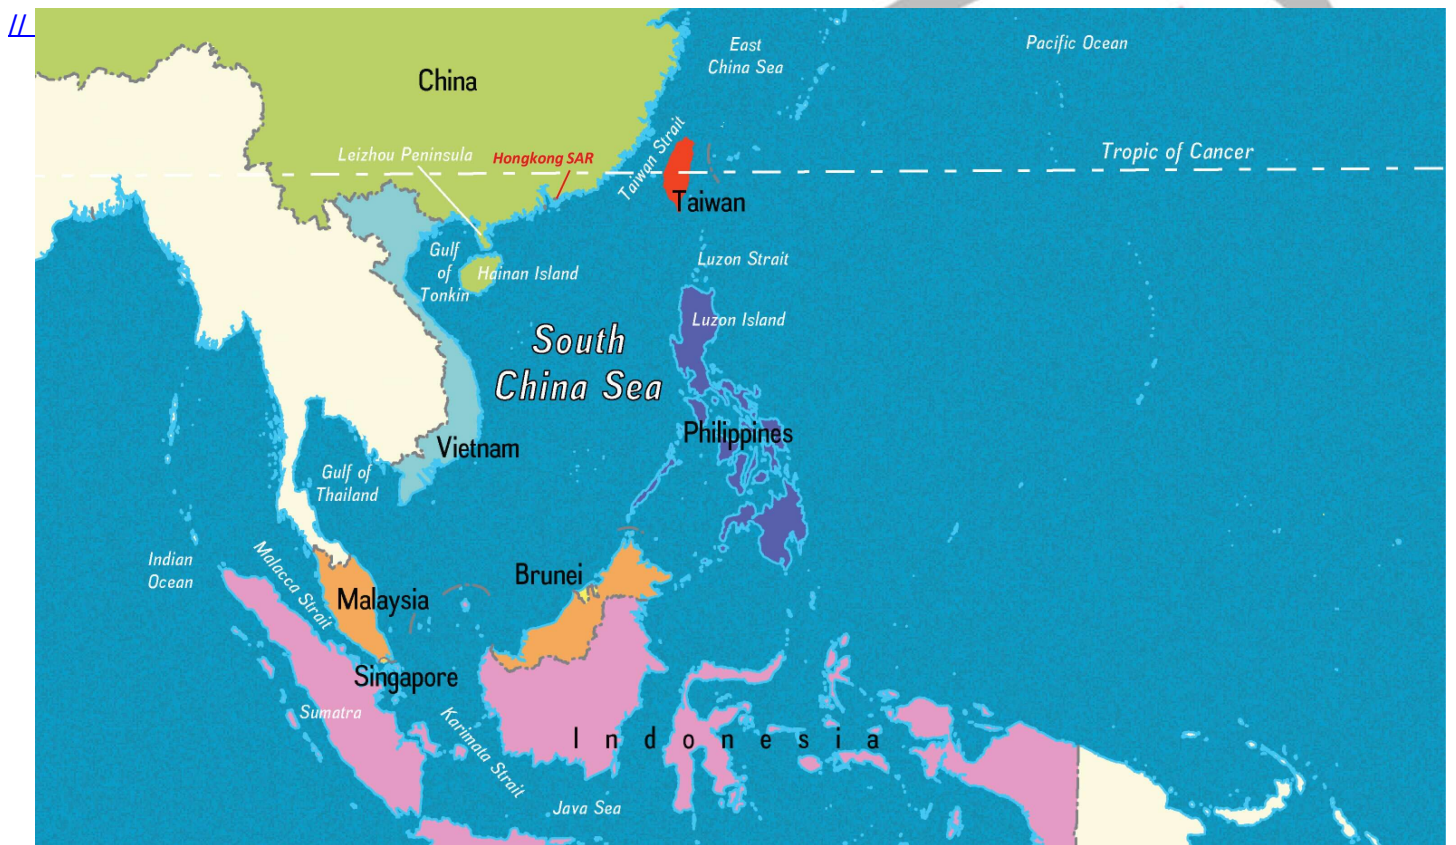 //
East
China Sea
Pacific Ocean
China
Taiwan Strait
Leizhou Peninsula
Hongkong SAR
Tropic of Cancer
Taiwan
Gulf
of
Tonkin
Hainan Island
Luzon Strait
Luzon Island
South
China Sea
Philippines
Vietnam
Gulf of
Thailand
Indian
Ocean
Malacca Strait
Brunei
Malaysia
Singapore
Sumatra
Karimata Strait
Indonesia
Java Sea